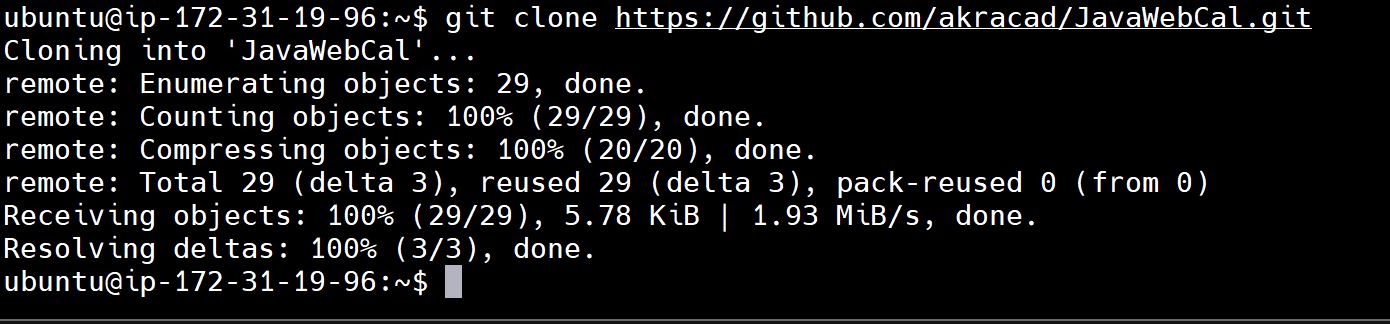 ubuntu@ip-172-31-19-96:~$ git clone https://github.com/akracad/JavaWebCal.git
Cloning into 'JavaWebCal'...
remote: Enumerating objects: 29, done.
remote: Counting objects: 100% (29/29), done.
remote: Compressing objects: 100% (20/20), done.
remote: Total 29 (delta 3), reused 29 (delta 3), pack-reused 0 (from 0)
Receiving objects: 100% (29/29), 5.78 KiB | 1.93 MiB/s, done.
Resolving deltas: 100% (3/3), done.
ubuntu@ip-172-31-19-96:~$